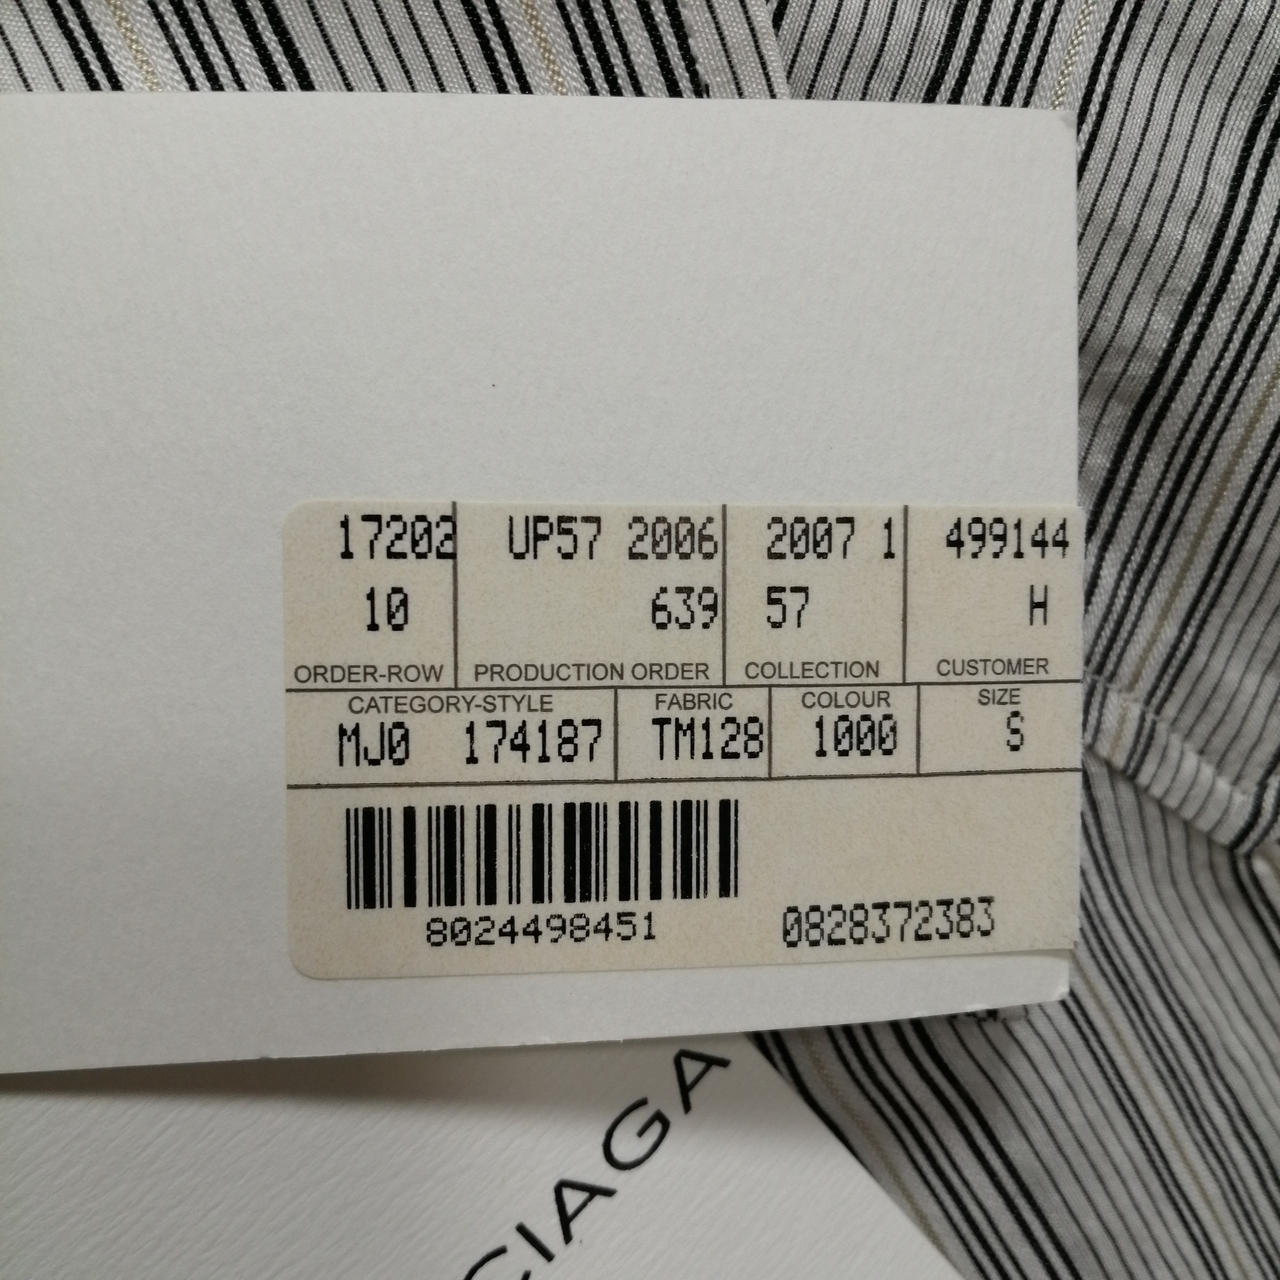 17202 UP57 2006 2007 1 499144
10 639 57 H
ORDER-ROW PRODUCTION ORDER COLLECTION CUSTOMER
CATEGORY-STYLE FABRIC COLOUR SIZE
MJ0 174187 TM128 1000 S
8024498451 0828372383
CIAGA